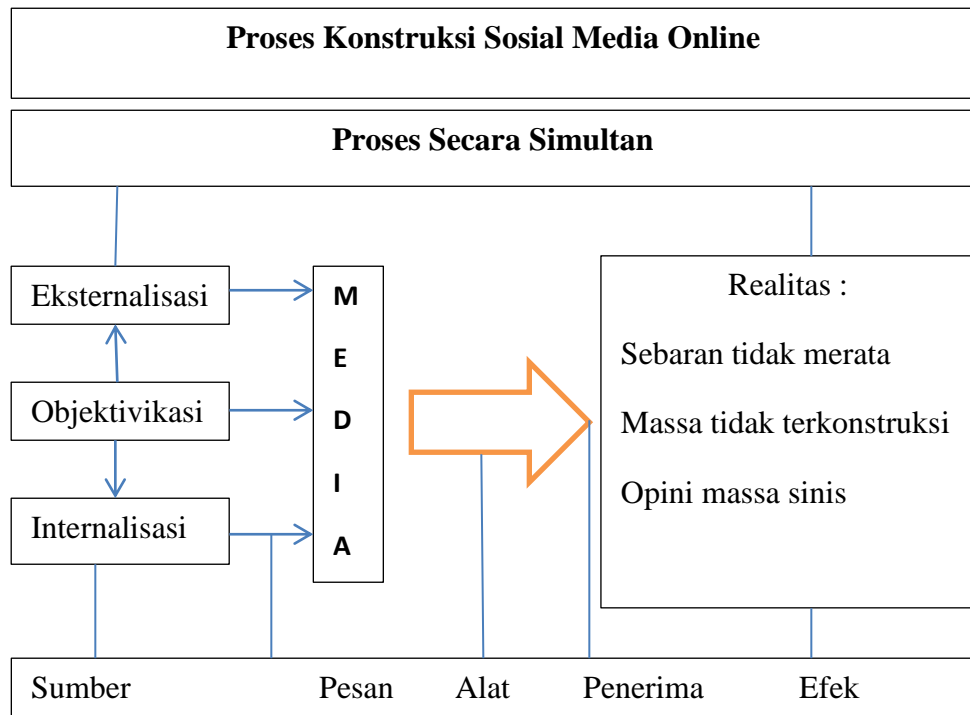 Proses Konstruksi Sosial Media Online
Proses Secara Simultan
Eksternalisasi
Objektivikasi
Internalisasi
M
E
D
I
A
Realitas :
Sebaran tidak merata
Massa tidak terkonstruksi
Opini massa sinis
Sumber Pesan Alat Penerima Efek